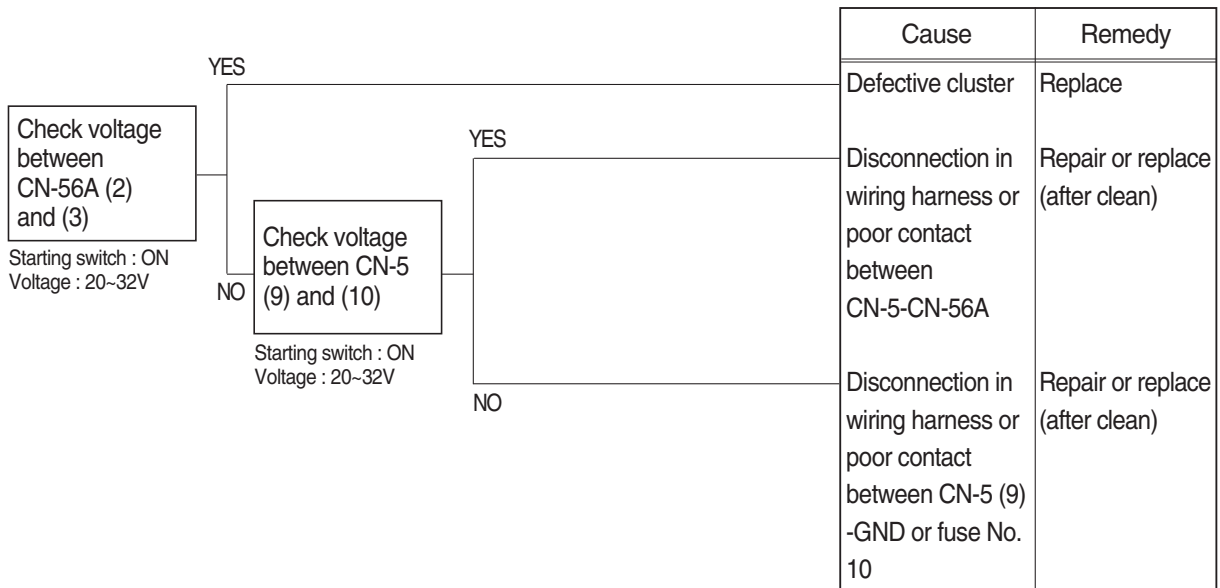 Check voltage
between
CN-56A (2)
and (3)
Starting switch : ON
Voltage : 20~32V
YES
NO
Check voltage
between CN-5
(9) and (10)
Starting switch : ON
Voltage : 20~32V
YES
NO
Cause
Remedy
Defective cluster
Replace
Disconnection in
wiring harness or
poor contact
between
CN-5-CN-56A
Repair or replace
(after clean)
Disconnection in
wiring harness or
poor contact
between CN-5 (9)
-GND or fuse No.
10
Repair or replace
(after clean)